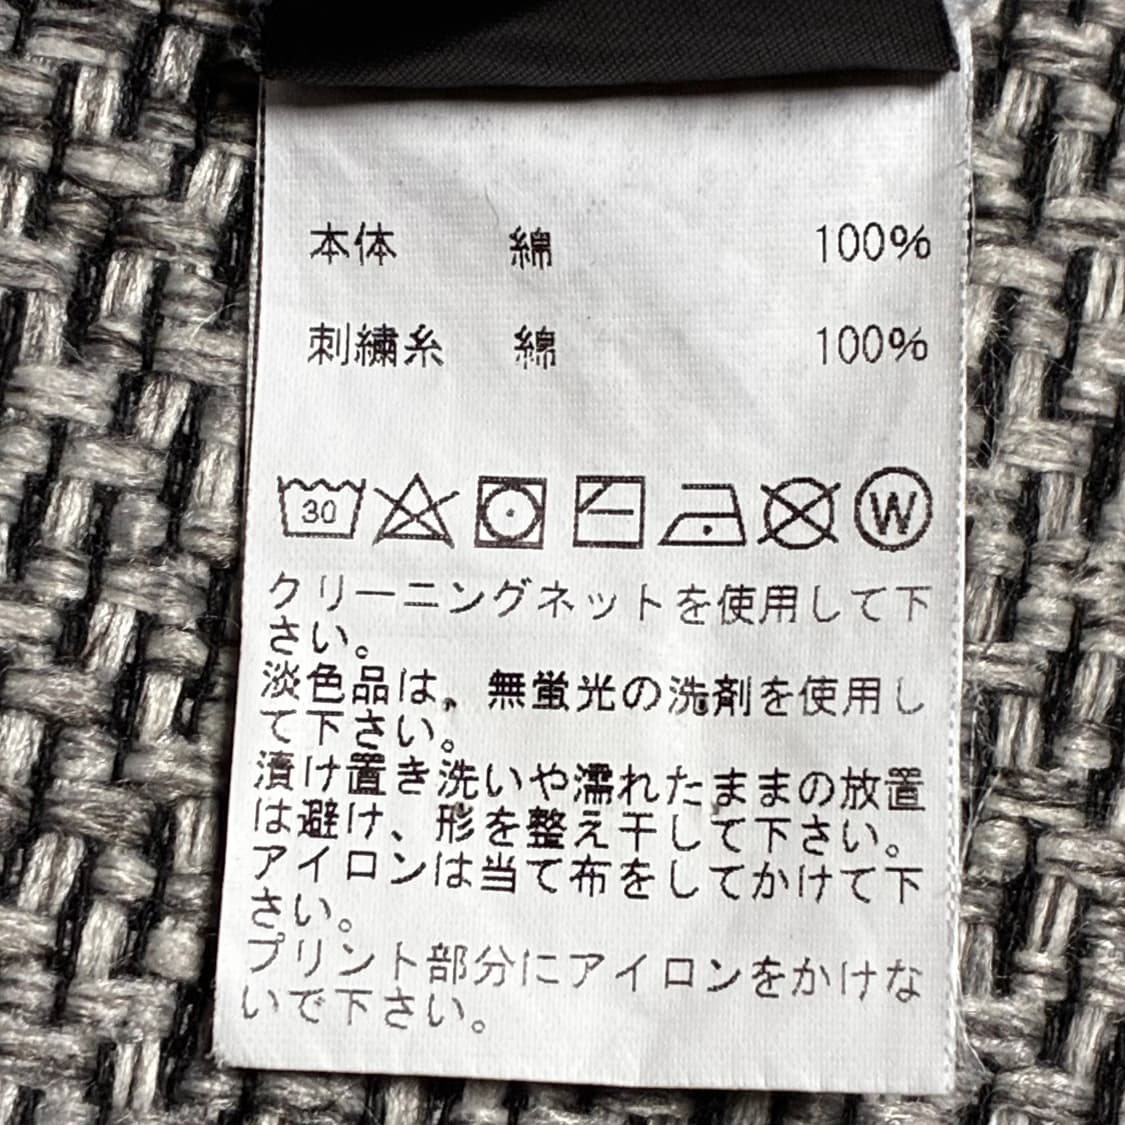 本体 綿 100%
刺繍糸 綿 100%
30 W
クリーニングネットを使用して下
さい。
淡色品は、無蛍光の洗剤を使用し
て下さい。
漬け置き洗いや濡れたままの放置
は避け、形を整え干して下さい。
アイロンは当て布をしてかけて下
さい。
プリント部分にアイロンをかけな
いで下さい。